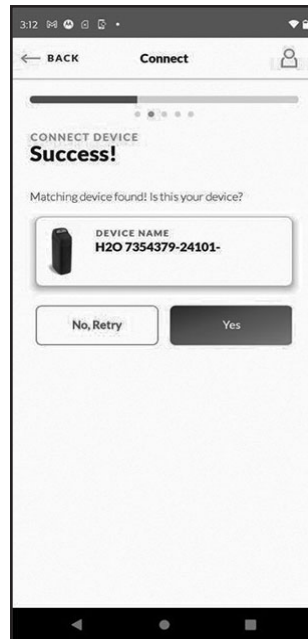 3:12
BACK
Connect
CONNECT DEVICE
Success!
Matching device found! Is this your device?
DEVICE NAME
H2O 7354379-24101-
No, Retry
Yes